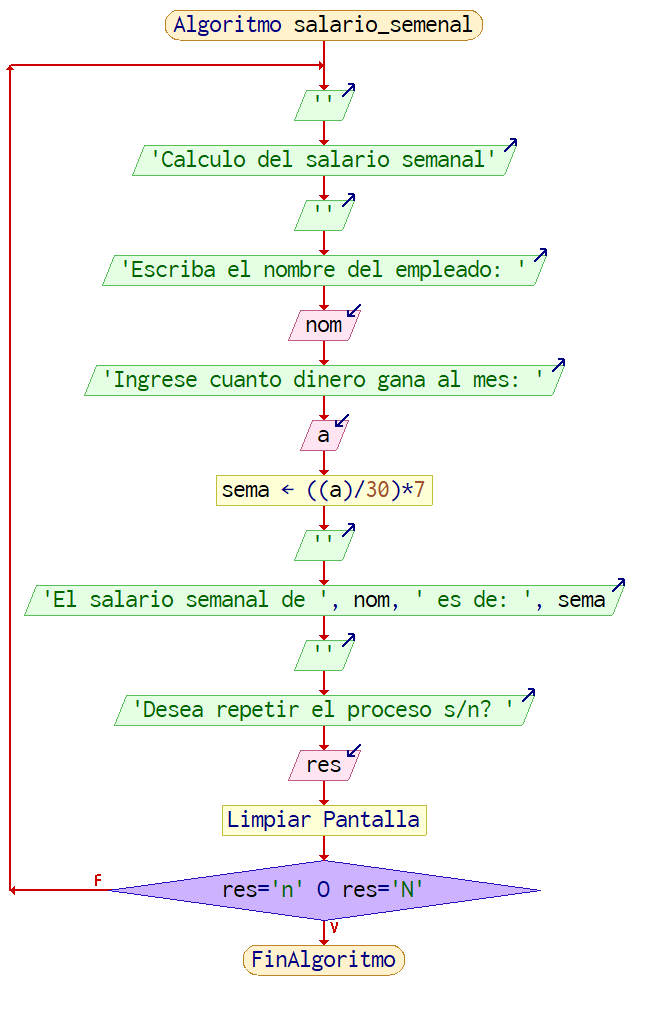 Algoritmo salario_semenal
''
'Calculo del salario semanal'
''
'Escriba el nombre del empleado: '
nom
'Ingrese cuanto dinero gana al mes: '
a
sema ← ((a)/30)*7
''
'El salario semanal de ', nom, ' es de: ', sema
''
'Desea repetir el proceso s/n? '
res
Limpiar Pantalla
F
res='n' O res='N'
V
FinAlgoritmo